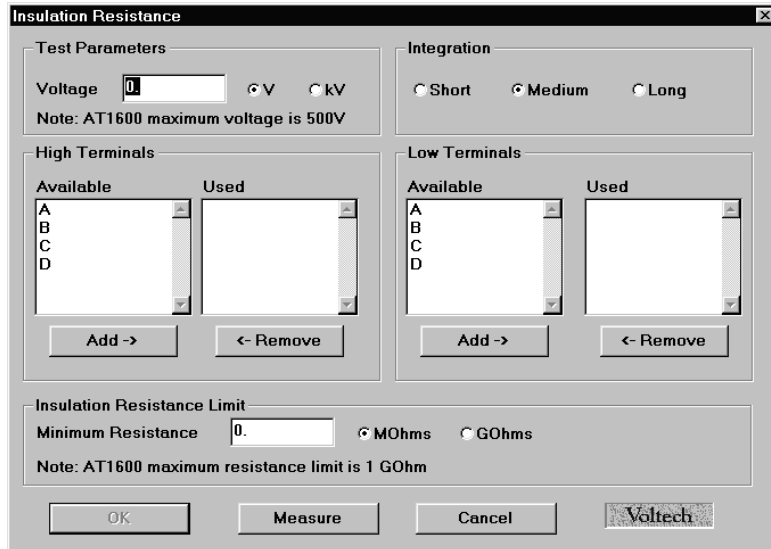 Insulation Resistance
Test Parameters
Voltage 0. V kV
Note: AT1600 maximum voltage is 500V
Integration
Short Medium Long
High Terminals
Available Used
A
B
C
D
Add -> <- Remove
Low Terminals
Available Used
A
B
C
D
Add -> <- Remove
Insulation Resistance Limit
Minimum Resistance 0. MOhms GOhms
Note: AT1600 maximum resistance limit is 1 GOhm
OK Measure Cancel Voltech